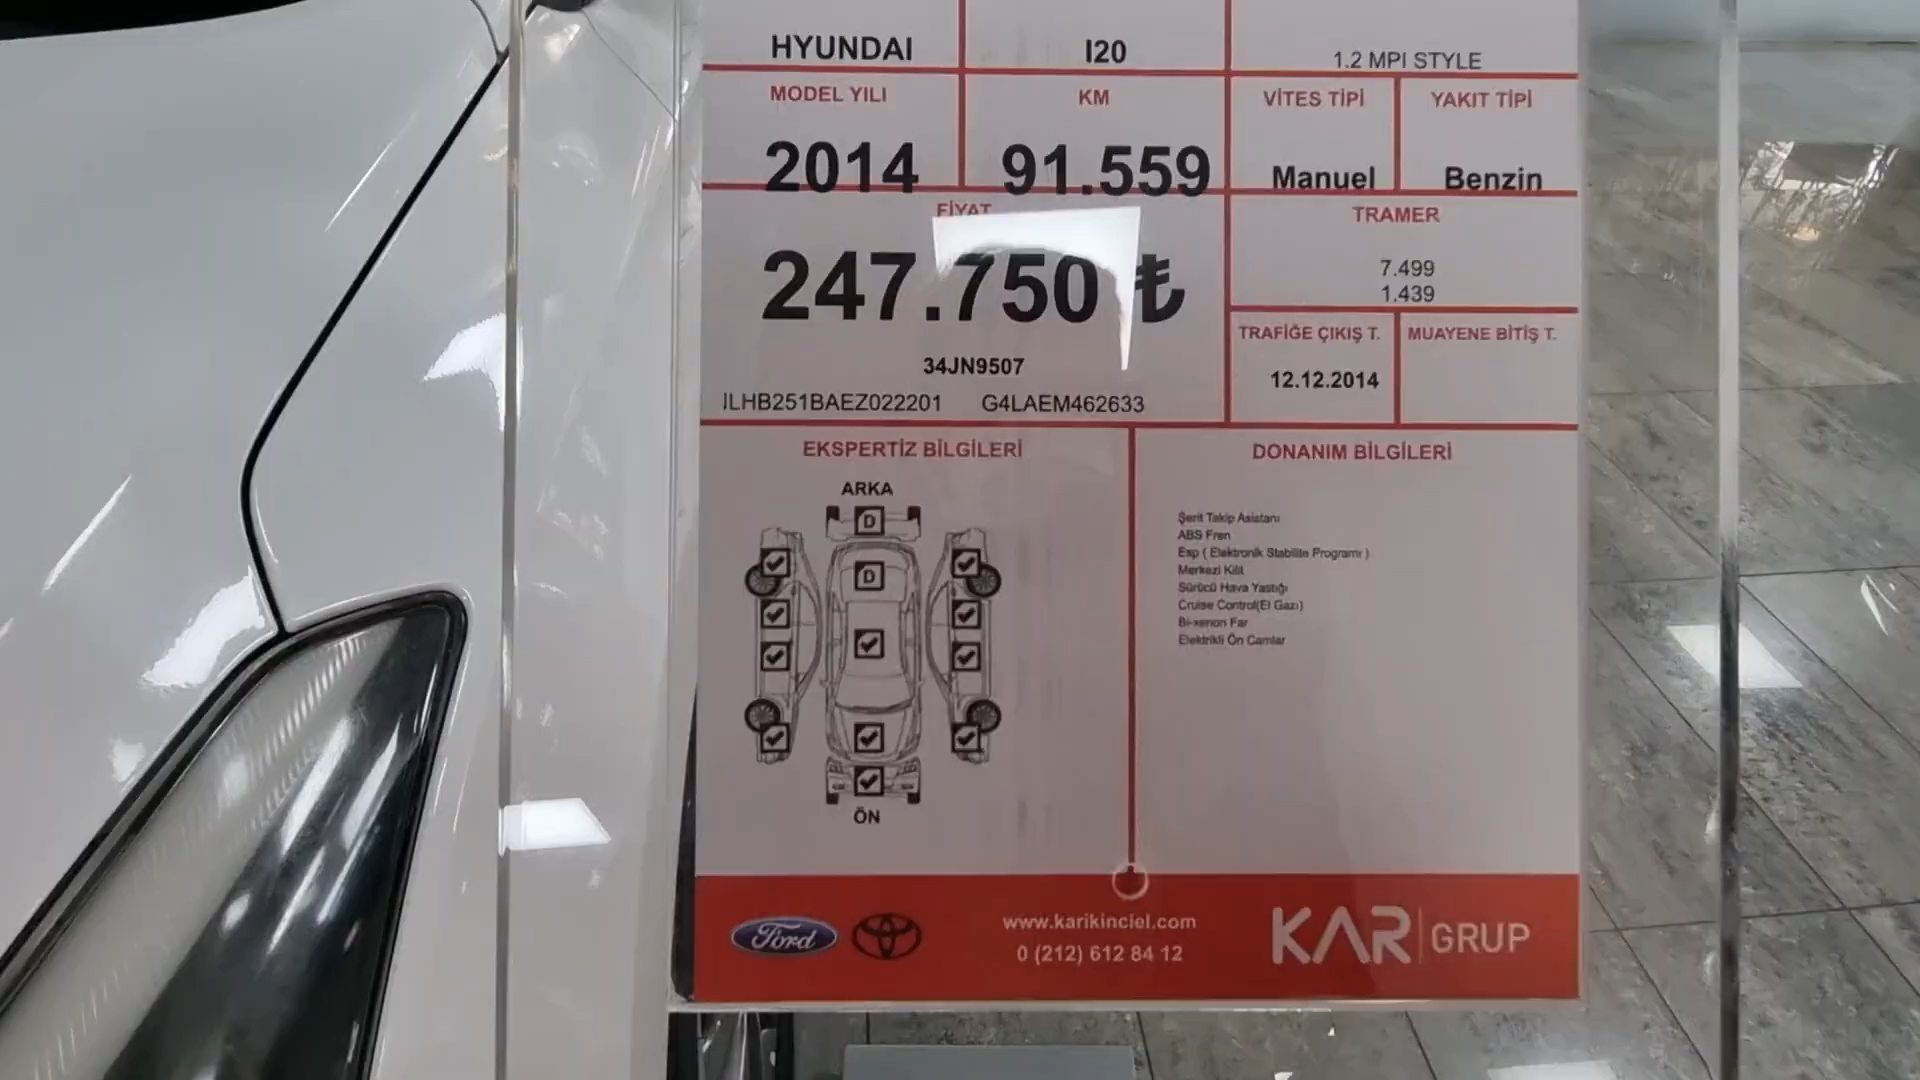 HYUNDAI I20 1.2 MPI STYLE
MODEL YILI KM VİTES TİPİ YAKIT TİPİ
2014 91.559 Manuel Benzin
FİYAT TRAMER
247.750 ₺ 7.499
1.439
TRAFİĞE ÇIKIŞ T. MUAYENE BİTİŞ T.
34JN9507 12.12.2014
LHB251BAEZ022201 G4LAEM462633
EKSPERTİZ BİLGİLERİ DONANIM BİLGİLERİ
ARKA
D
D
ÖN
Şerit Takip Asistanı
ABS Fren
Esp ( Elektronik Stabilite Programı )
Merkezi Kilit
Sürücü Hava Yastığı
Cruise Control(El Gazı)
Bi-xenon Far
Elektrikli Ön Camlar
Ford www.karikinciel.com KAR GRUP
0 (212) 612 84 12